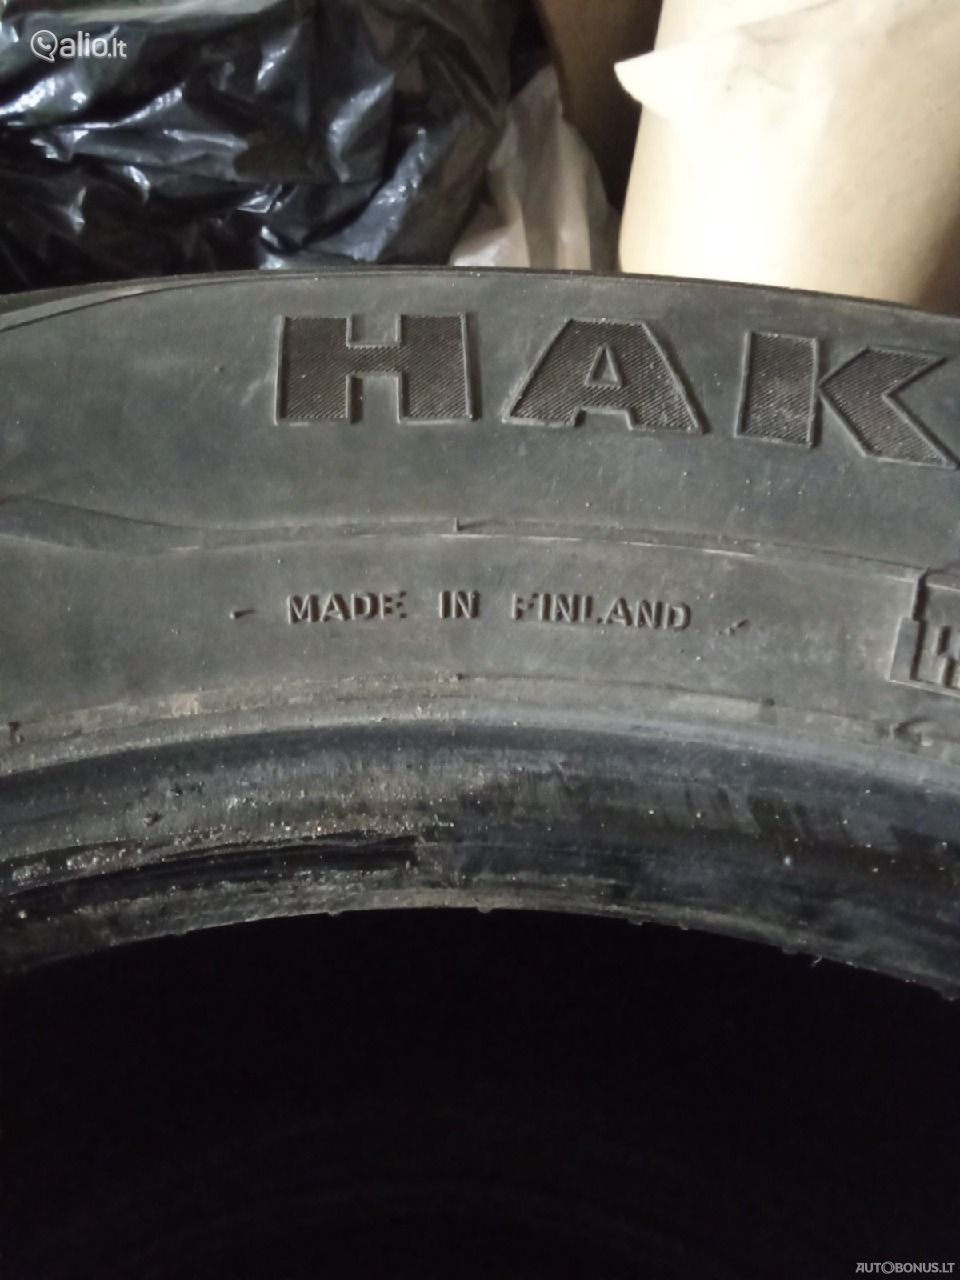 alio.lt
HAK
MADE IN FINLAND
AUTOBONUS.LT